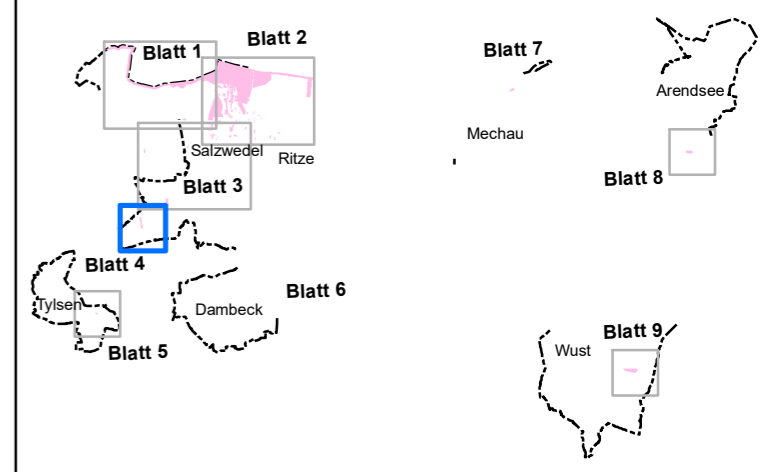 Blatt 1
Blatt 2
Blatt 7
Arendsee
Mechau
Salzwedel
Ritze
Blatt 8
Blatt 3
Blatt 4
Tylsen
Dambeck
Blatt 6
Blatt 5
Blatt 9
Wust